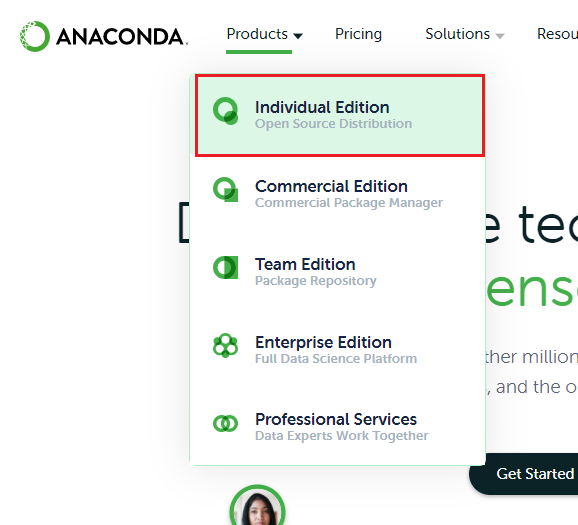 ANACONDA.
Products
Pricing
Solutions
Resou
Individual Edition
Open Source Distribution
Commercial Edition
Commercial Package Manager
Team Edition
Package Repository
Enterprise Edition
Full Data Science Platform
Professional Services
Data Experts Work Together
D e tec
ense
ther million
, and the o
Get Started